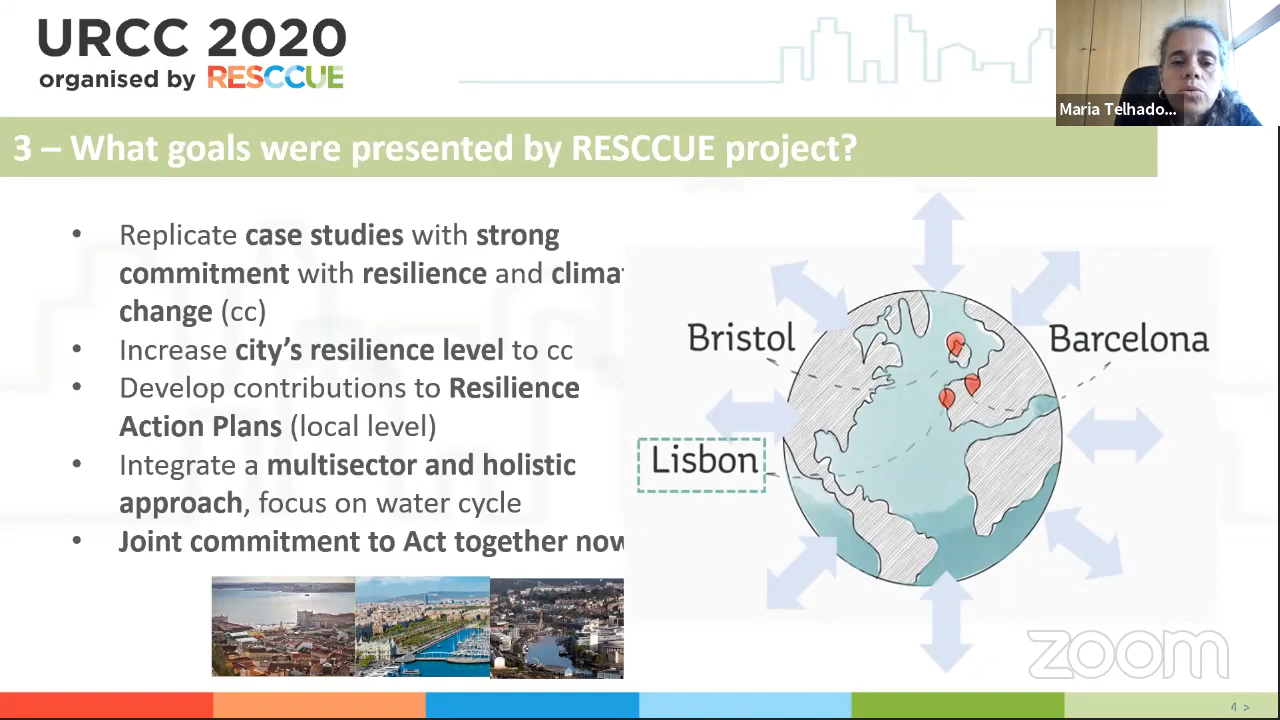 URCC 2020
organised by RESCCUE
Maria Telhado...
3 – What goals were presented by RESCCUE project?
• Replicate case studies with strong
commitment with resilience and clima
change (cc)
• Increase city's resilience level to cc
• Develop contributions to Resilience
Action Plans (local level)
• Integrate a multisector and holistic
approach, focus on water cycle
• Joint commitment to Act together now
Bristol
Barcelona
Lisbon
zoom
4 >